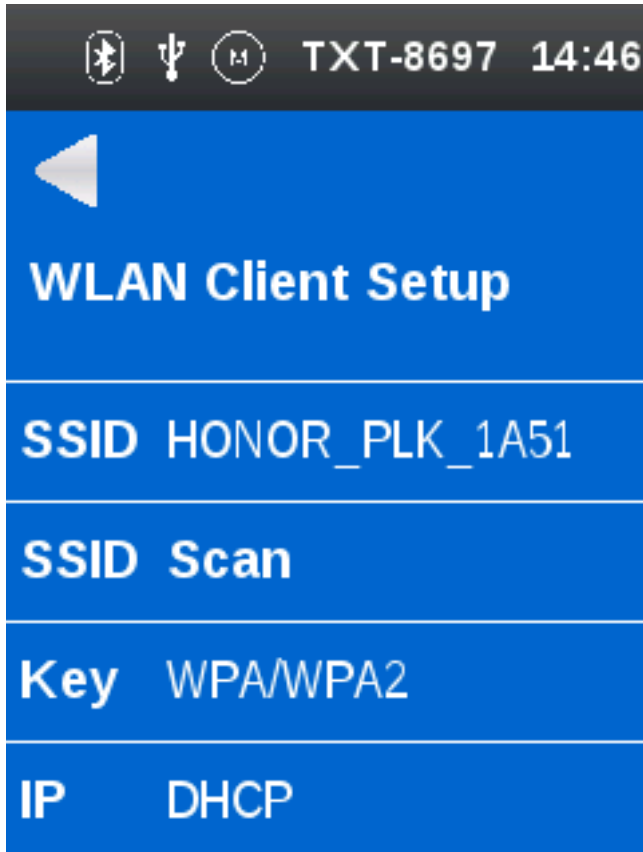 M TXT-8697 14:46
WLAN Client Setup
SSID HONOR_PLK_1A51
SSID Scan
Key WPA/WPA2
IP DHCP